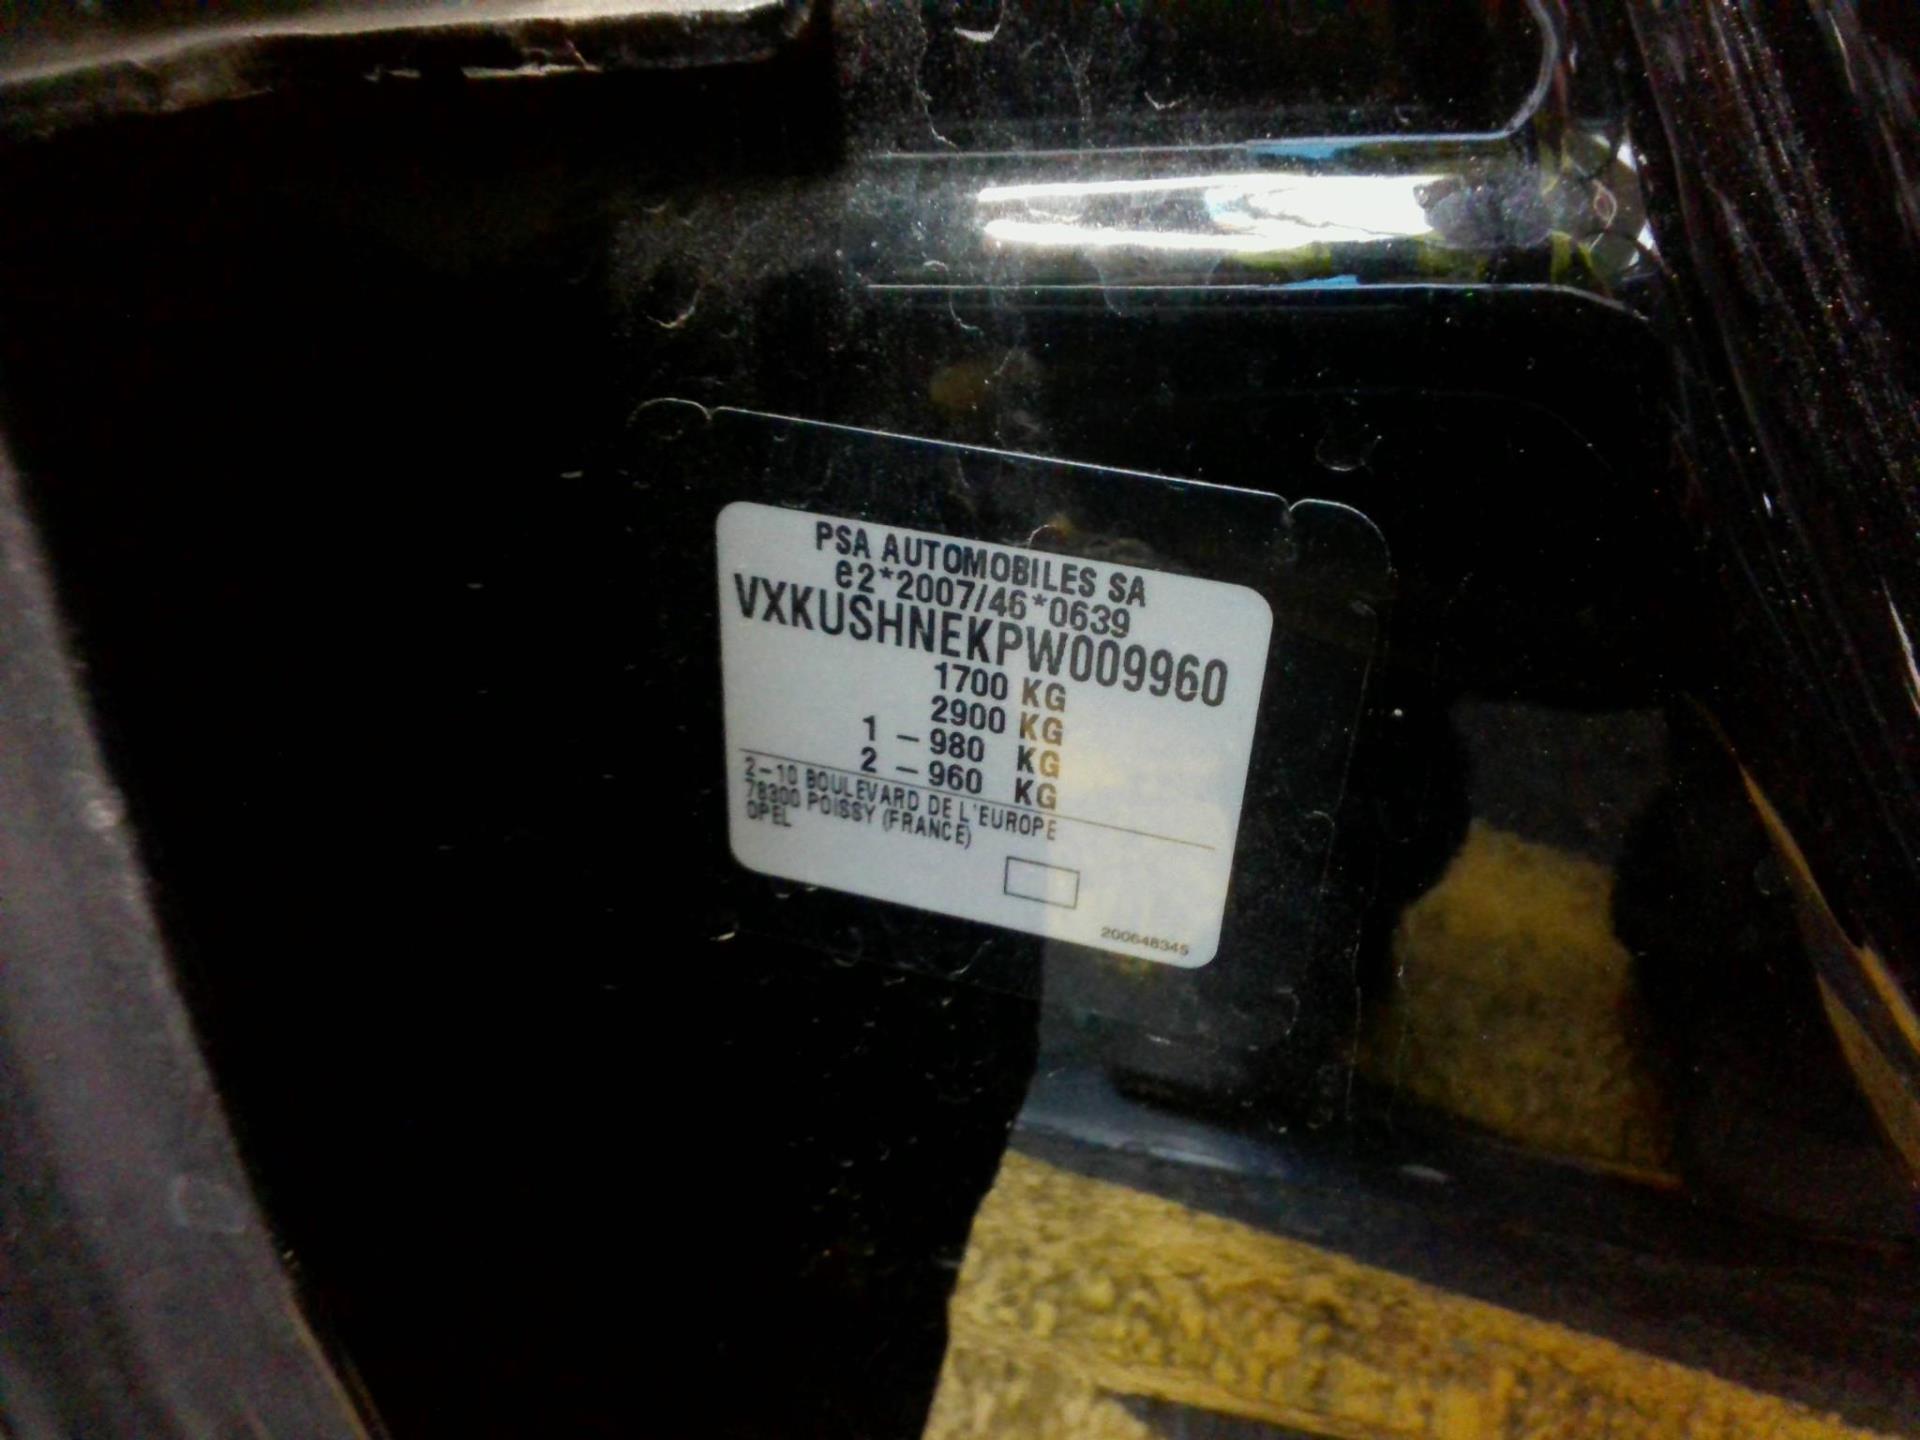 PSA AUTOMOBILES SA
e2*2007/46*0639
VXKUSHNEKPW009960
1700 KG
2900 KG
1 – 980 KG
2 – 960 KG
2–10 BOULEVARD DE L'EUROPE
78300 POISSY (FRANCE)
OPEL
200648345